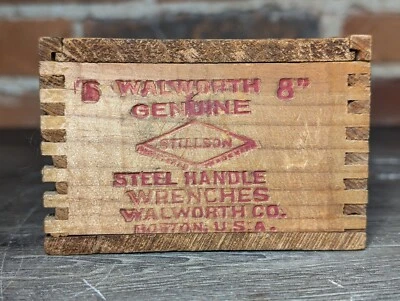 6 WALWORTH 8"
GENUINE
STILLSON
STEEL HANDLE
WRENCHES
WALWORTH CO.
BOSTON, U.S.A.